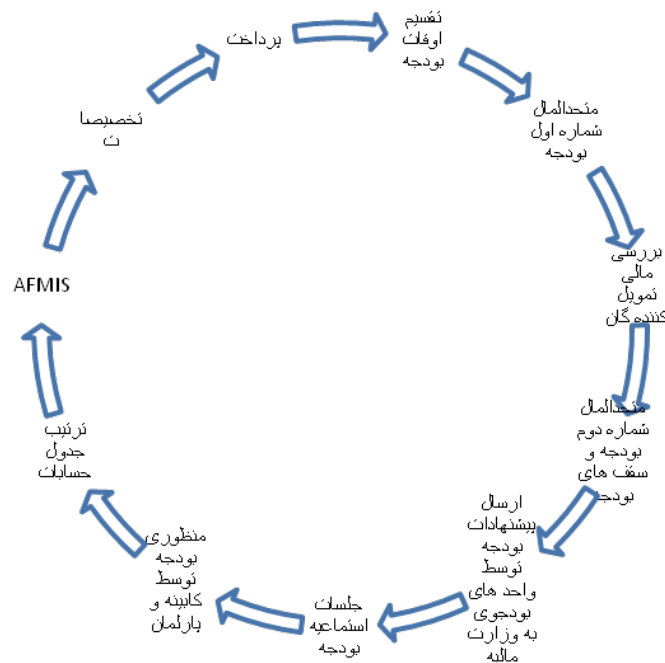 تقسیم
اوقات
بودجه
متحدالمال
شماره اول
بودجه
بررسی
مالی
تمویل
کننده گان
متحدالمال
شماره دوم
بودجه و
سقف های
بودجه
ارسال
پیشنهادات
بودجه
توسط
واحد های
بودجوی
به وزارت
مالیه
جلسات
استماعیه
بودجه
منظوری
بودجه
توسط
کابینه و
پارلمان
ترتیب
جدول
حسابات
AFMIS
تخصیصا
ت
پرداخت